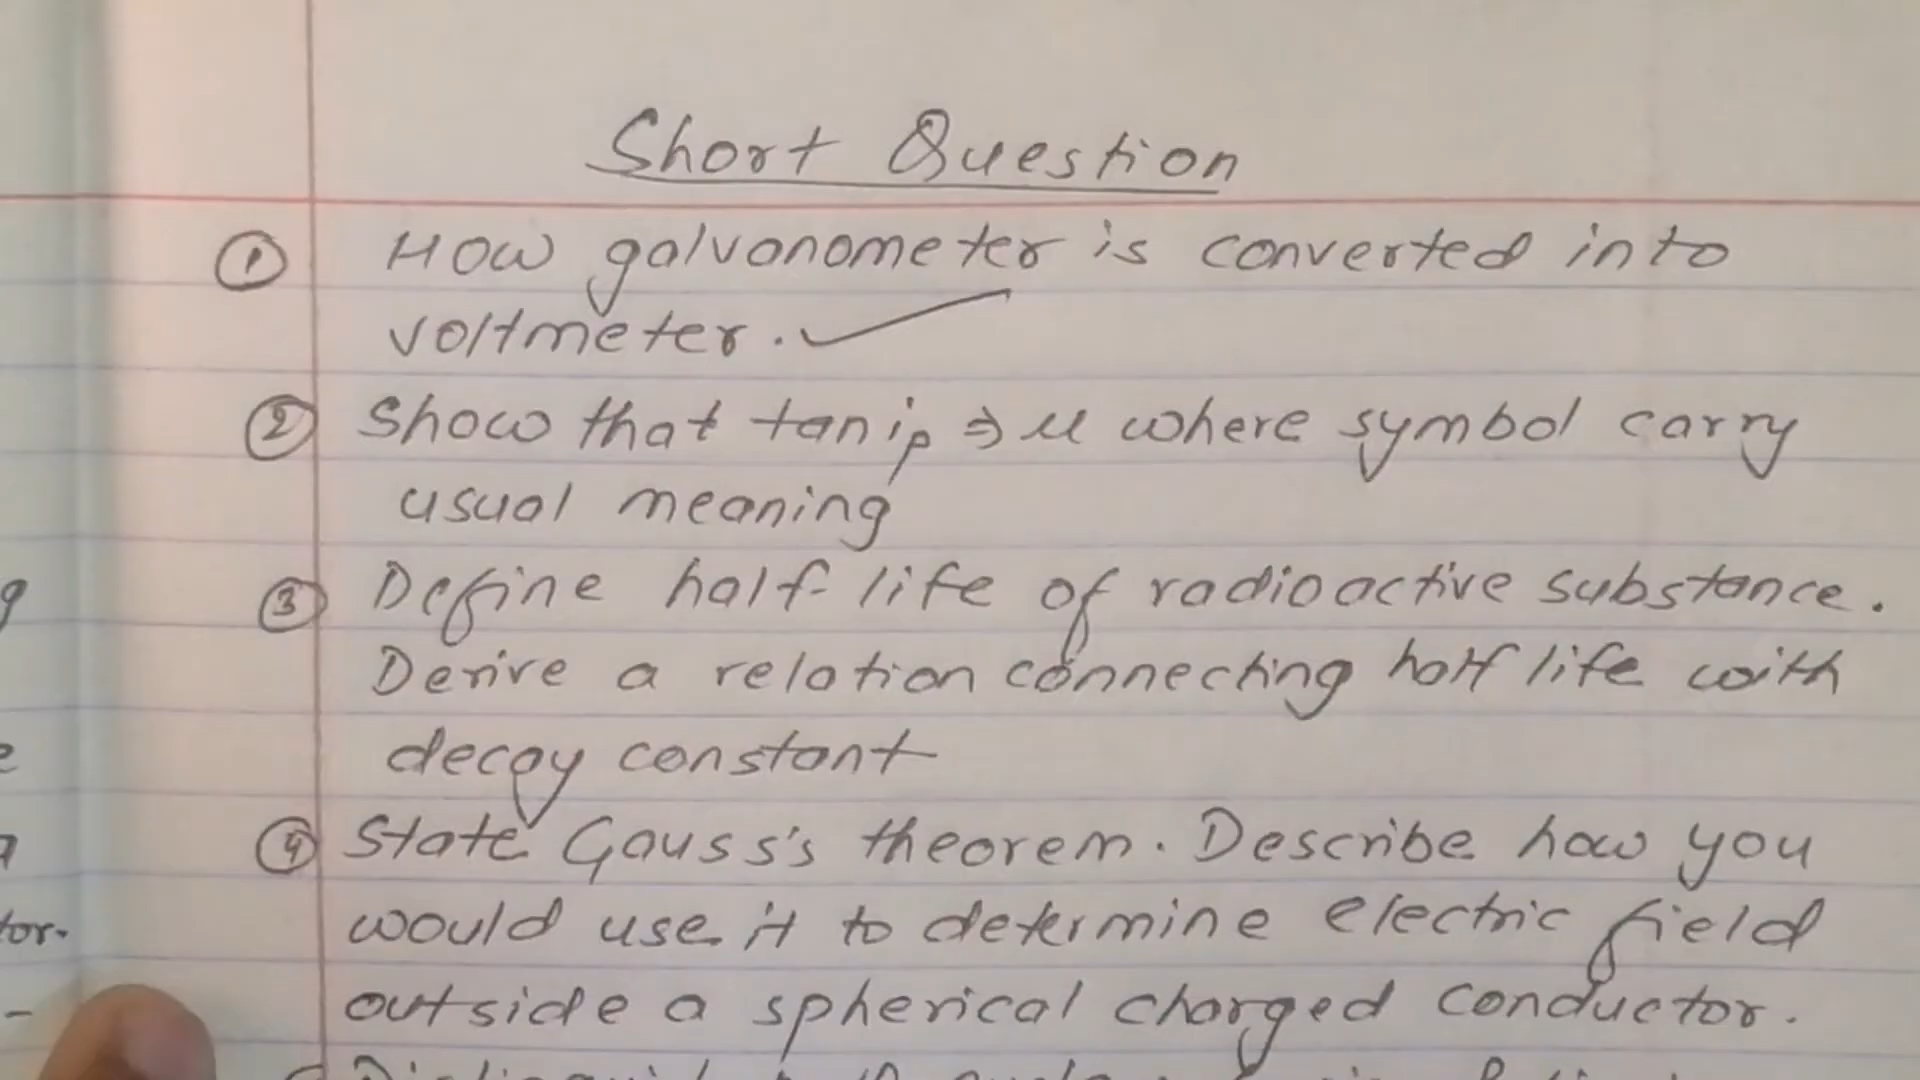 Short Question
① How galvanometer is converted into
voltmeter.
② Show that tan iₚ ⇒ μ where symbol carry
usual meaning
③ Define half-life of radioactive substance.
Derive a relation connecting half life with
decay constant
④ State Gauss's theorem. Describe how you
would use it to determine electric field
outside a spherical charged conductor.
tor.